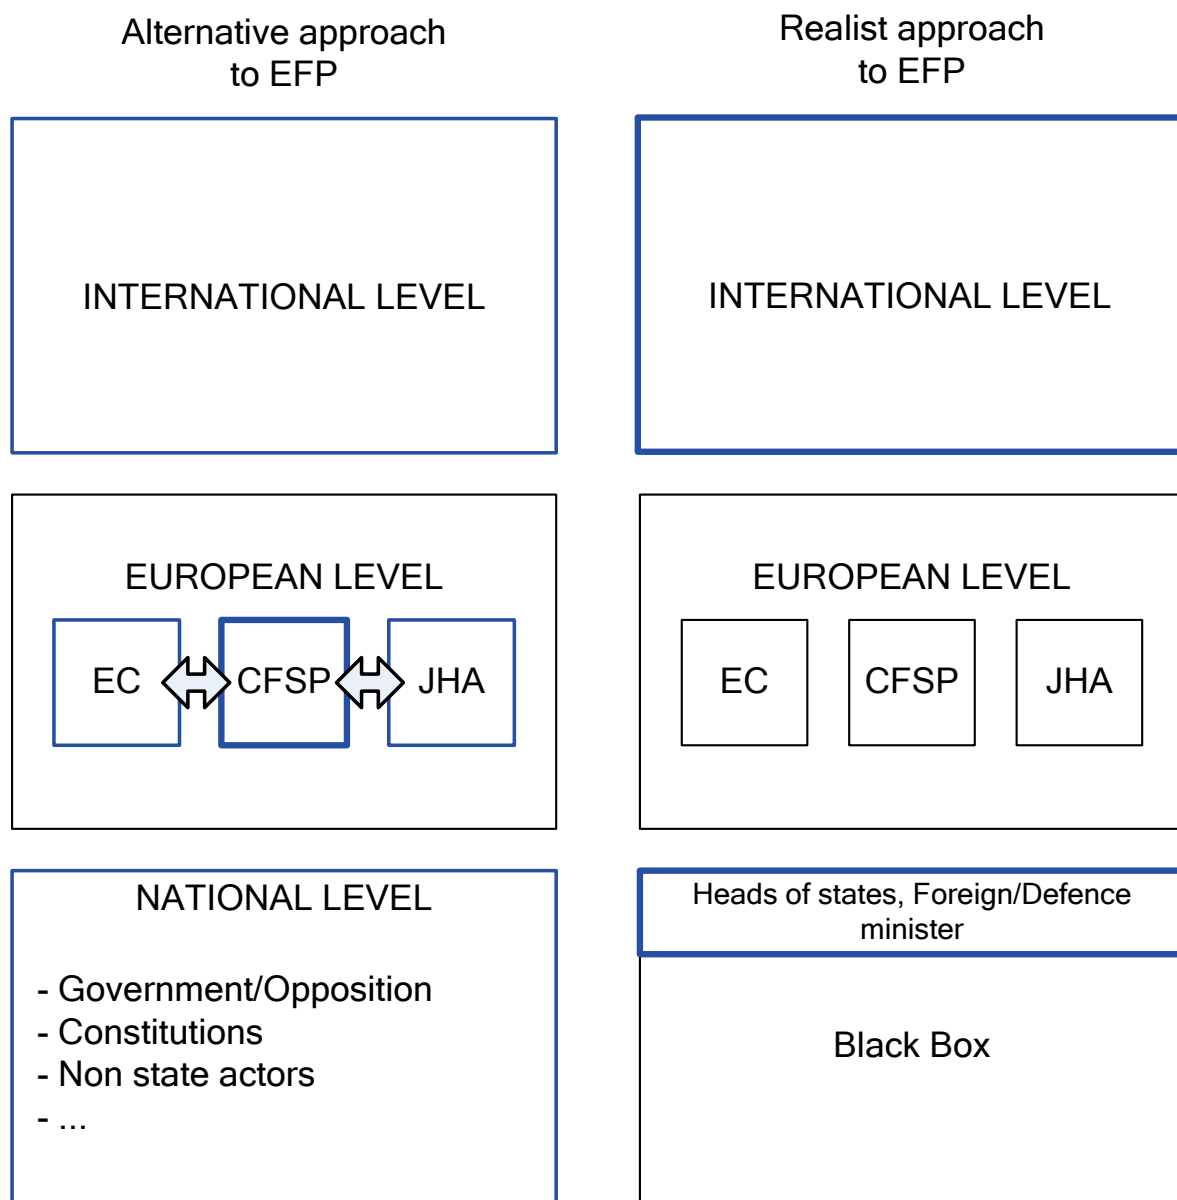 Alternative approach
to EFP
INTERNATIONAL LEVEL
EUROPEAN LEVEL
EC CFSP JHA
NATIONAL LEVEL
- Government/Opposition
- Constitutions
- Non state actors
- ...
Realist approach
to EFP
INTERNATIONAL LEVEL
EUROPEAN LEVEL
EC CFSP JHA
Heads of states, Foreign/Defence
minister
Black Box